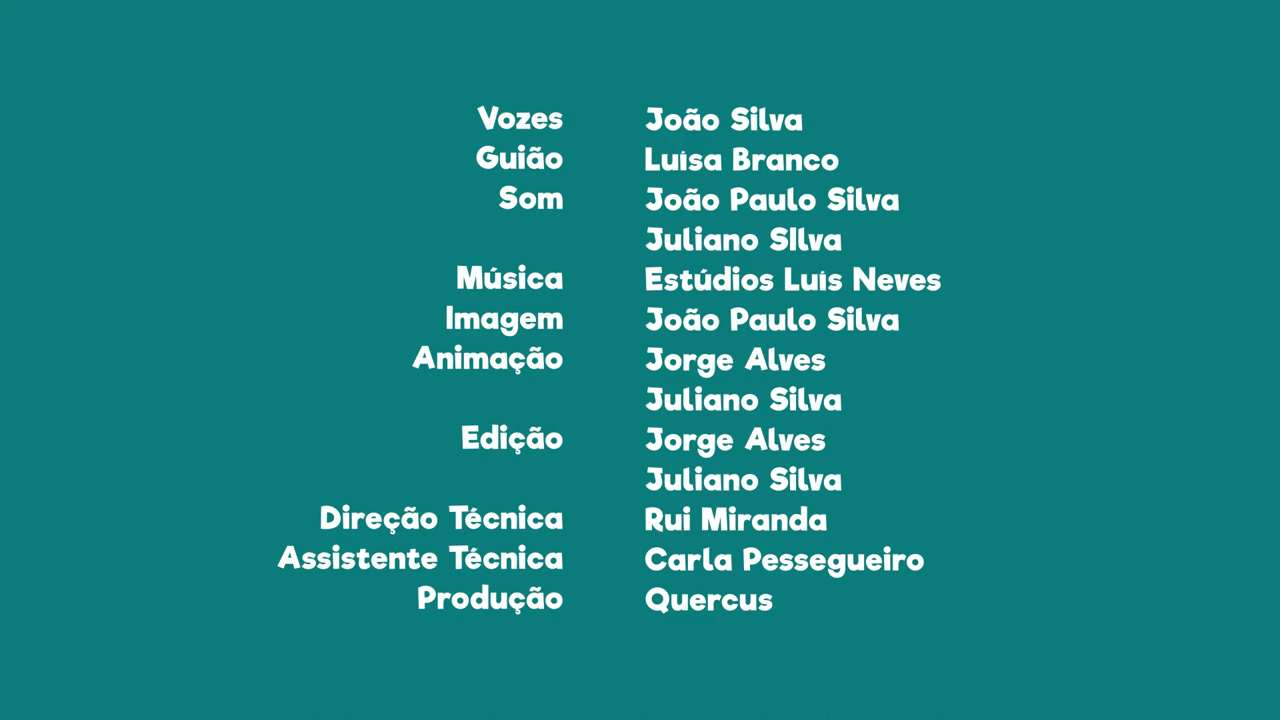 Vozes João Silva
Guião Luísa Branco
Som João Paulo Silva
Juliano SIlva
Música Estúdios Luís Neves
Imagem João Paulo Silva
Animação Jorge Alves
Juliano Silva
Edição Jorge Alves
Juliano Silva
Direção Técnica Rui Miranda
Assistente Técnica Carla Pessegueiro
Produção Quercus